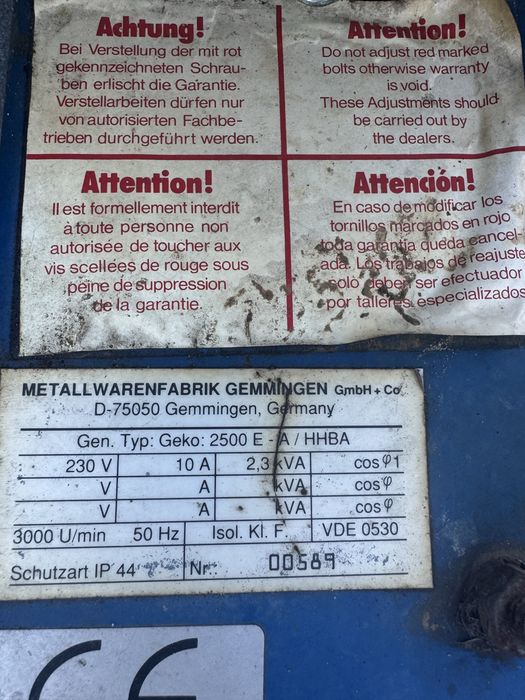 Achtung!
Bei Verstellung der mit rot
gekennzeichneten Schrau-
ben erlischt die Garantie.
Verstellarbeiten dürfen nur
von autorisierten Fachbe-
trieben durchgeführt werden.
Attention!
Do not adjust red marked
bolts otherwise warranty
is void.
These Adjustments should
be carried out by
the dealers.
Attention!
Il est formellement interdit
à toute personne non
autorisée de toucher aux
vis scellées de rouge sous
peine de suppression
de la garantie.
Attención!
En caso de modificar los
tornillos marcados en rojo
toda garantia queda cancel-
ada. Los trabajos de reajuste
solo deben ser efectuador
por talleres especializados
METALLWARENFABRIK GEMMINGEN GmbH + Co
D-75050 Gemmingen, Germany
Gen. Typ: Geko: 2500 E - A / HHBA
230 V 10 A 2,3 kVA cos φ 1
V A kVA cos φ
V A kVA cos φ
3000 U/min 50 Hz Isol. Kl. F. VDE 0530
Schutzart IP 44 Nr. 00589
CE